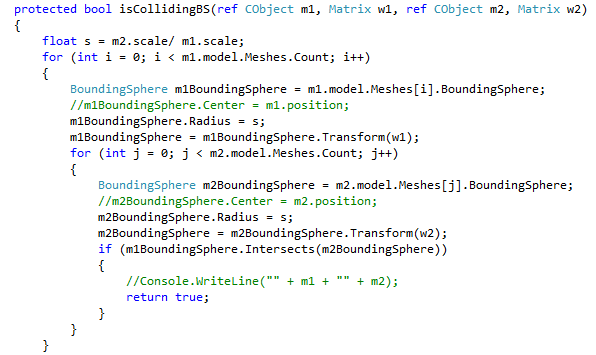 protected bool isCollidingBS(ref CObject m1, Matrix w1, ref CObject m2, Matrix w2)
{
    float s = m2.scale/ m1.scale;
    for (int i = 0; i < m1.model.Meshes.Count; i++)
    {
        BoundingSphere m1BoundingSphere = m1.model.Meshes[i].BoundingSphere;
        //m1BoundingSphere.Center = m1.position;
        m1BoundingSphere.Radius = s;
        m1BoundingSphere = m1BoundingSphere.Transform(w1);
        for (int j = 0; j < m2.model.Meshes.Count; j++)
        {
            BoundingSphere m2BoundingSphere = m2.model.Meshes[j].BoundingSphere;
            //m2BoundingSphere.Center = m2.position;
            m2BoundingSphere.Radius = s;
            m2BoundingSphere = m2BoundingSphere.Transform(w2);
            if (m1BoundingSphere.Intersects(m2BoundingSphere))
            {
                //Console.WriteLine("" + m1 + "" + m2);
                return true;
            }
        }
    }